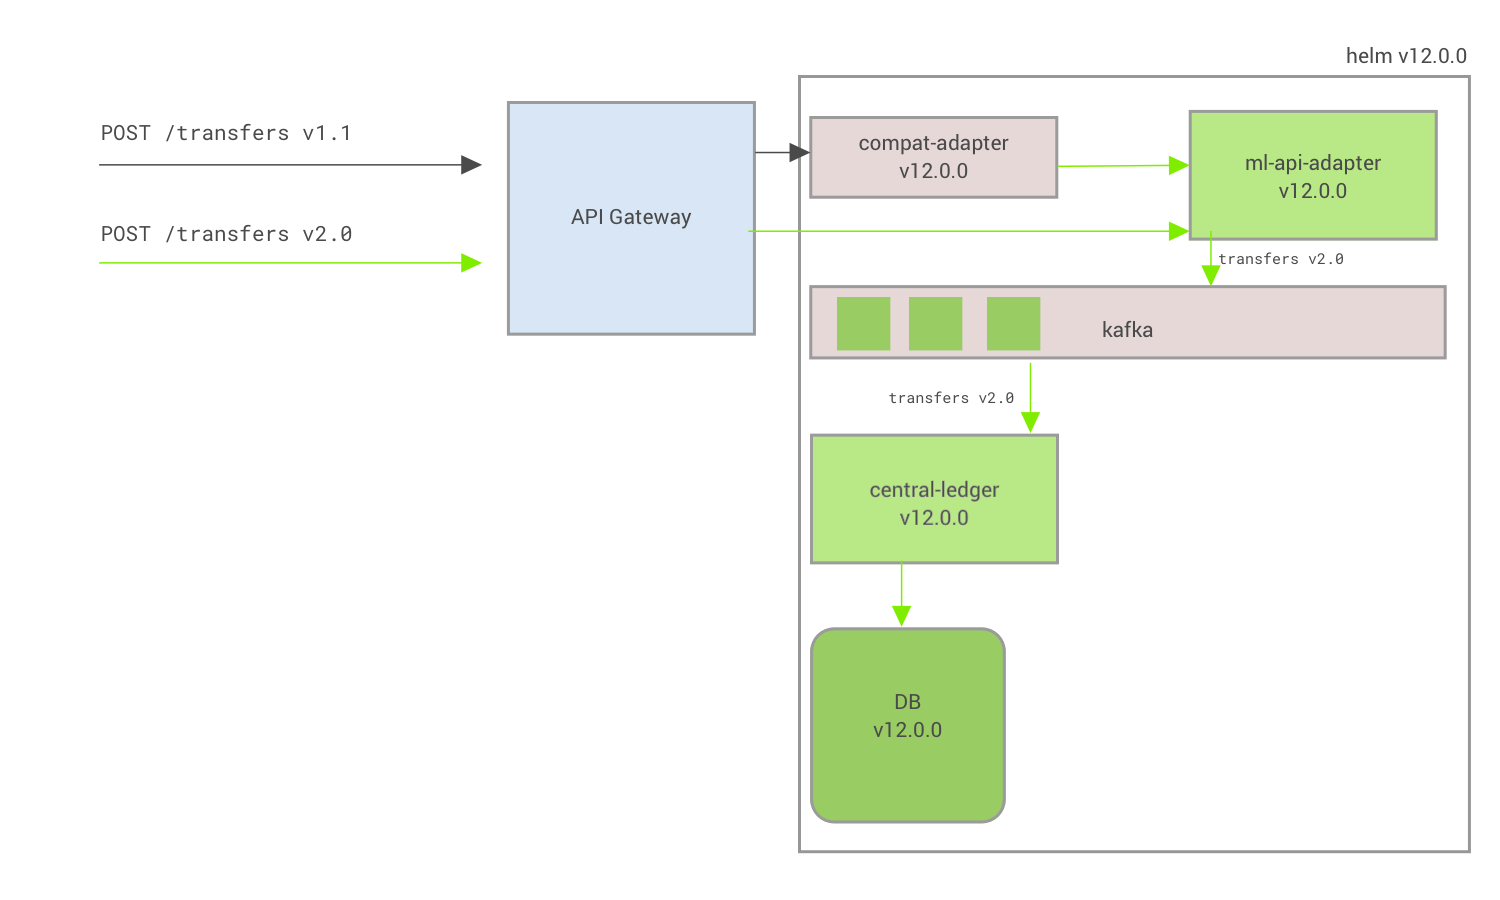 helm v12.0.0
POST /transfers v1.1
POST /transfers v2.0
API Gateway
compat-adapter
v12.0.0
ml-api-adapter
v12.0.0
transfers v2.0
kafka
transfers v2.0
central-ledger
v12.0.0
DB
v12.0.0